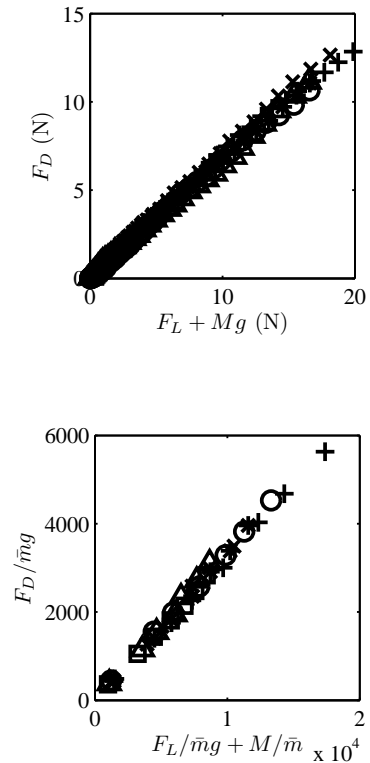 15
10
5
0
F_D (N)
0 10 20
F_L + Mg (N)
6000
4000
2000
0
F_D/m̄g
0 1 2
F_L/m̄g + M/m̄ x 10^4